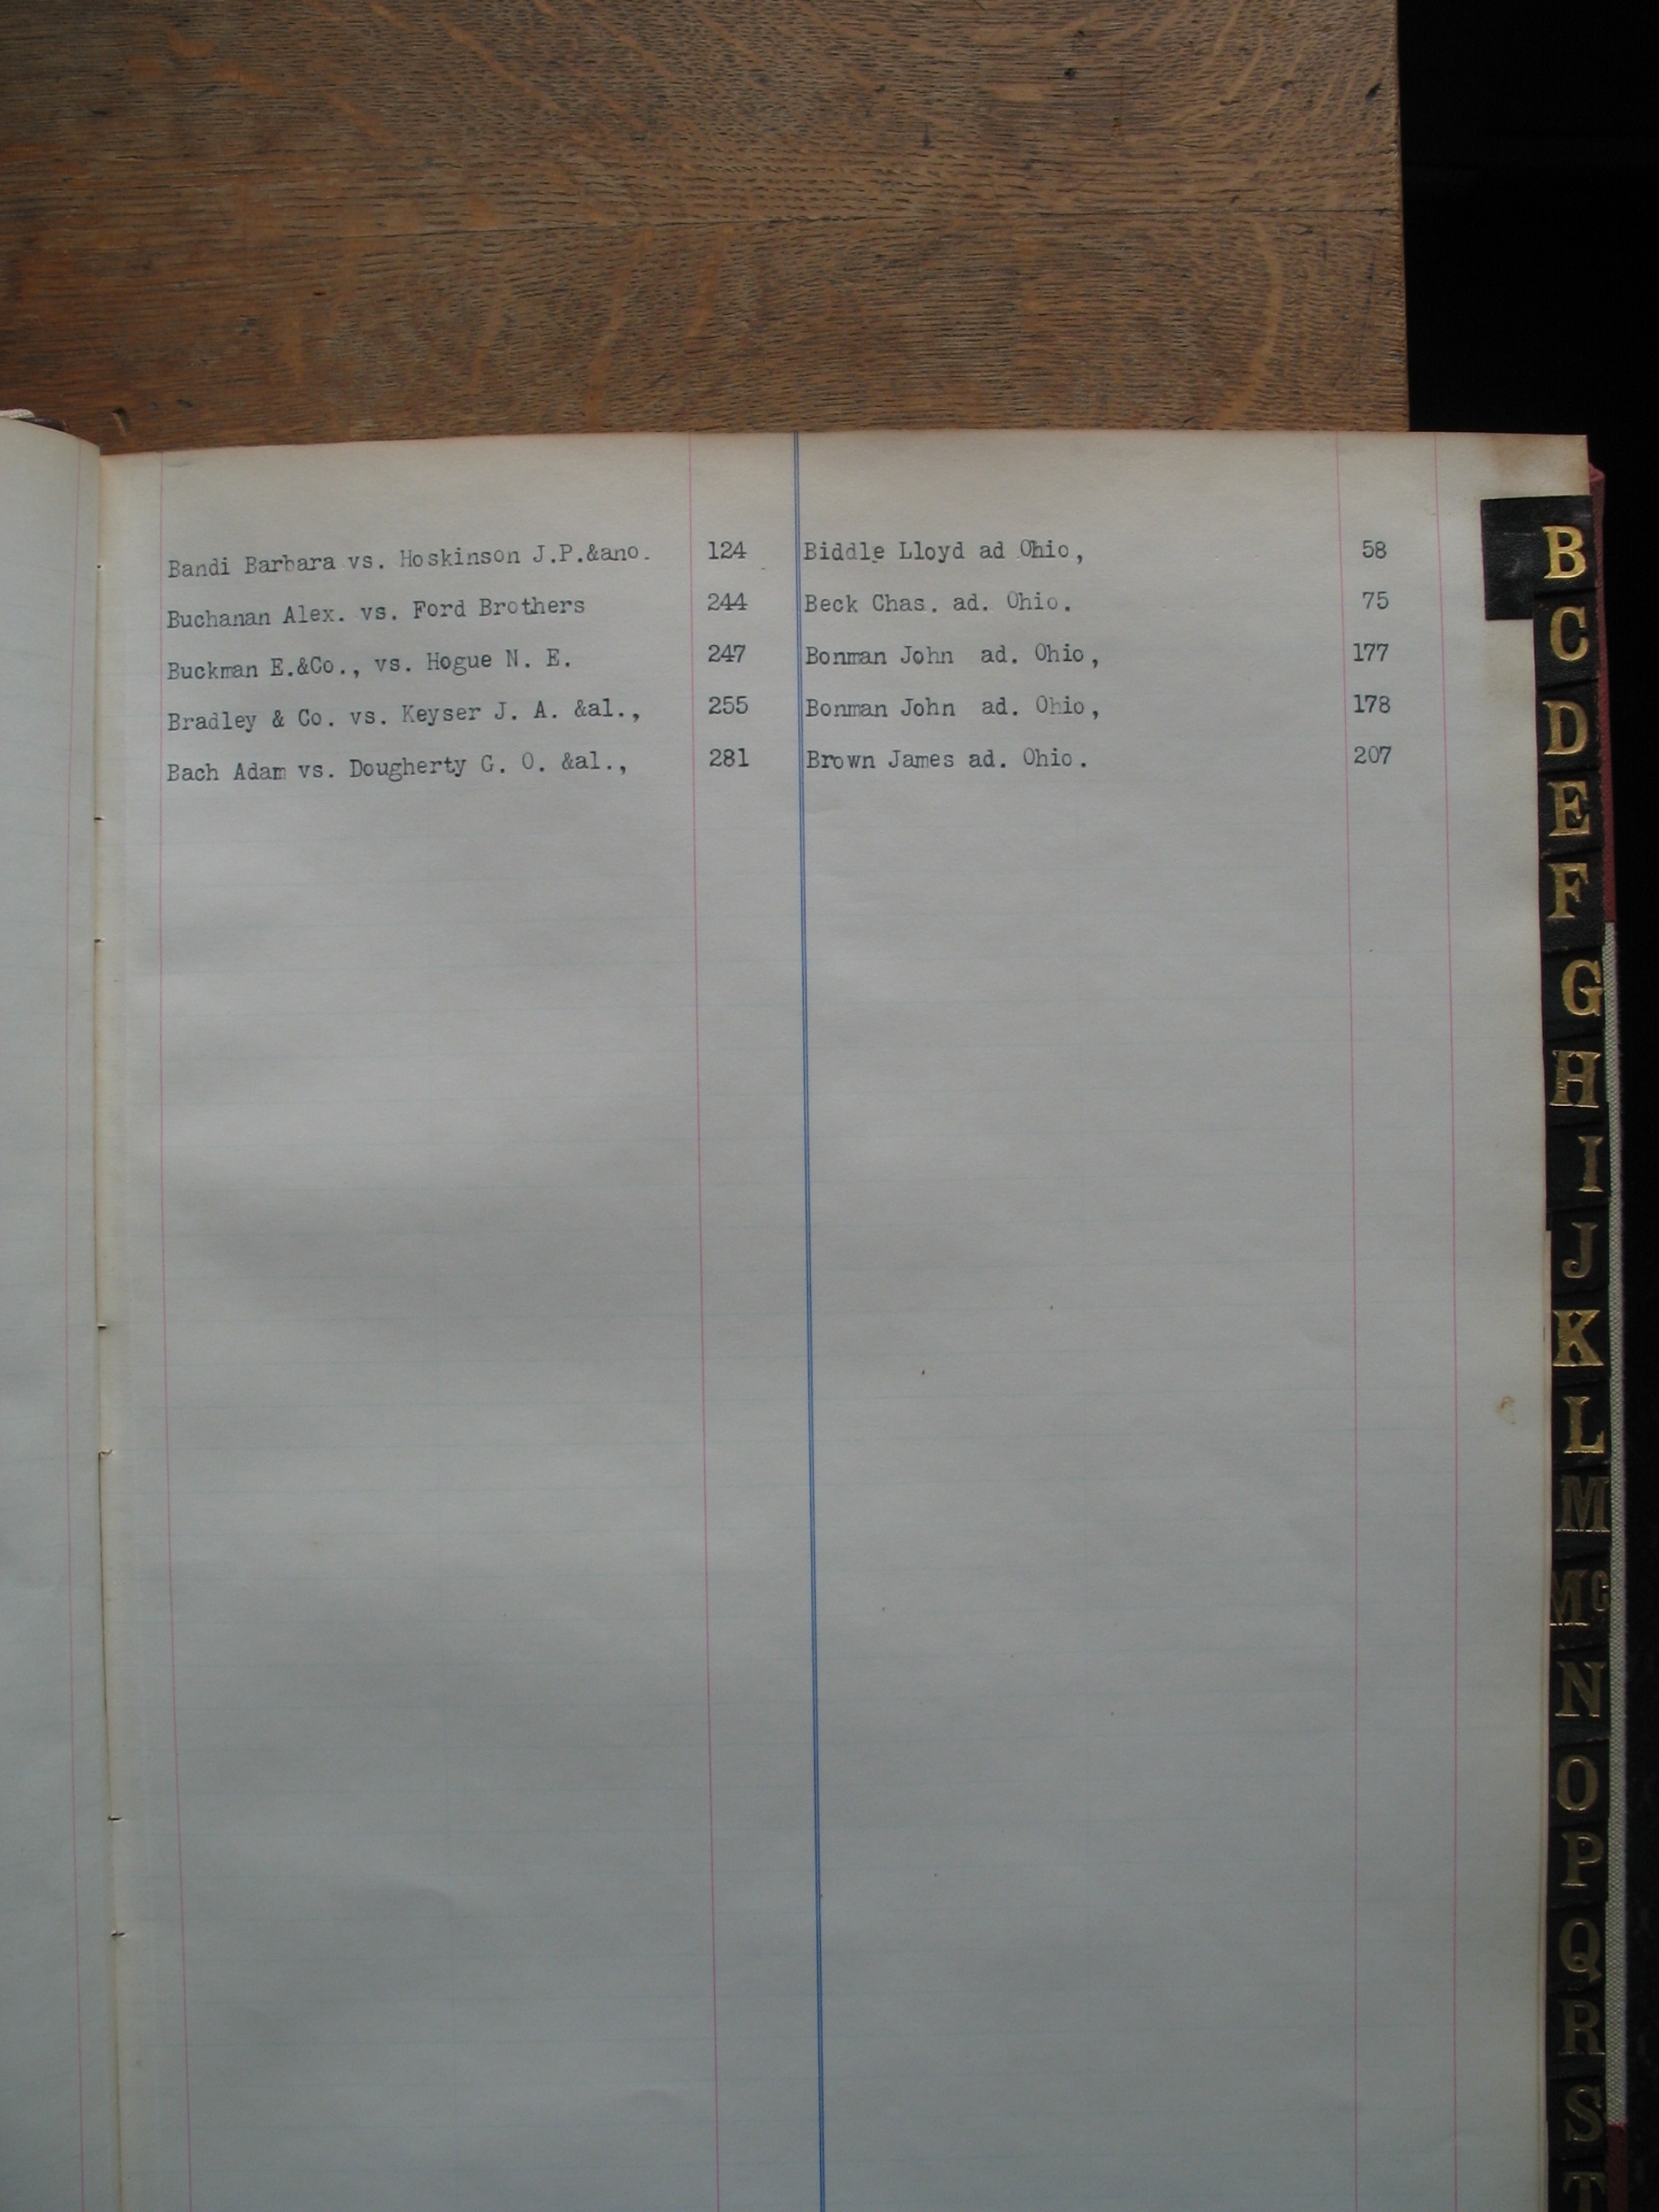 Bandi Barbara vs. Hoskinson J.P.&ano. 124
Buchanan Alex. vs. Ford Brothers 244
Buckman E.&Co., vs. Hogue N. E. 247
Bradley & Co. vs. Keyser J. A. &al., 255
Bach Adam vs. Dougherty G. O. &al., 281
Biddle Lloyd ad Ohio, 58
Beck Chas. ad. Ohio. 75
Bonman John ad. Ohio, 177
Bonman John ad. Ohio, 178
Brown James ad. Ohio. 207
B
C
D
E
F
G
H
I
J
K
L
M
Mc
N
O
P
Q
R
S
T